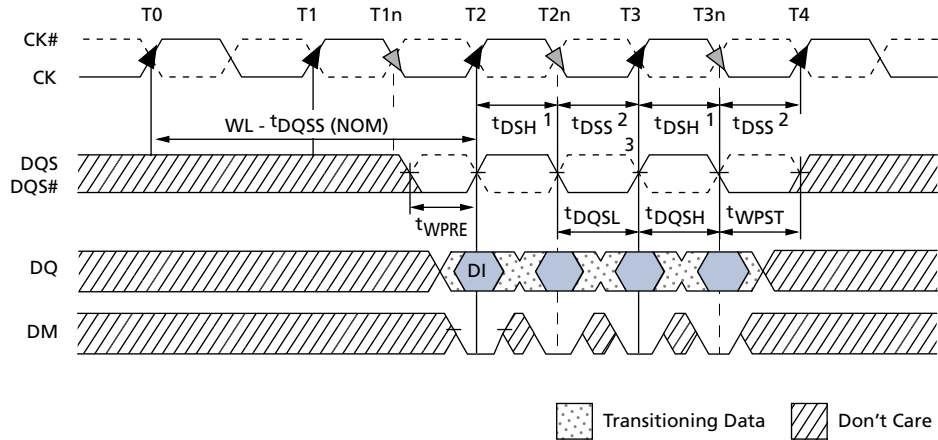 T0 T1 T1n T2 T2n T3 T3n T4
CK#
CK
tDSH 1 tDSS 2 tDSH 1 tDSS 2
WL - tDQSS (NOM)
3
DQS
DQS#
tWPRE tDQSL tDQSH tWPST
DQ
DI
DM
Transitioning Data Don't Care